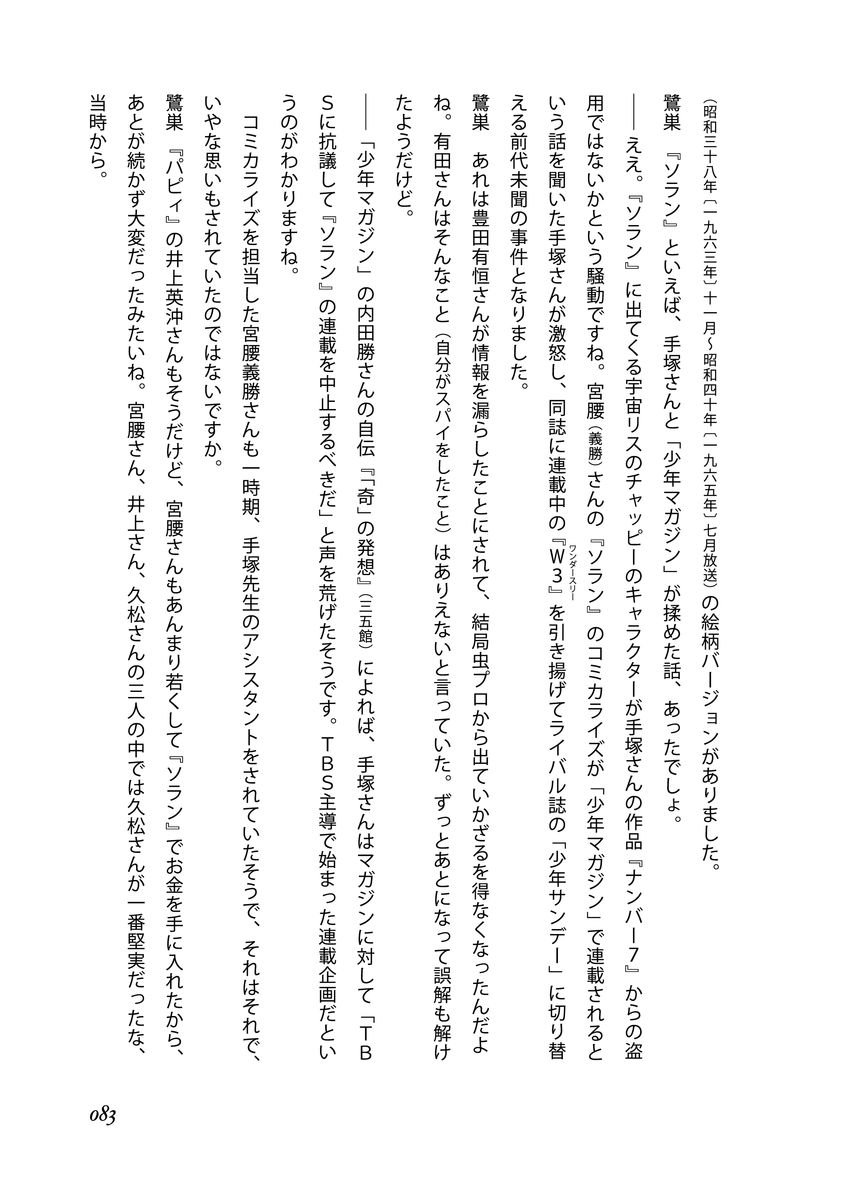 （昭和三十八年〔一九六三年〕十一月～昭和四十年〔一九六五年〕七月放送）の絵柄バージョンがありました。
鷺巣　『ソラン』といえば、手塚さんと「少年マガジン」が揉めた話、あったでしょ。
――ええ。『ソラン』に出てくる宇宙リスのチャッピーのキャラクターが手塚さんの作品『ナンバー７』からの盗
用ではないかという騒動ですね。宮腰（義勝）さんの『ソラン』のコミカライズが「少年マガジン」で連載されると
いう話を聞いた手塚さんが激怒し、同誌に連載中の『Ｗ３』を引き揚げてライバル誌の「少年サンデー」に切り替
ワンダースリー
える前代未聞の事件となりました。
鷺巣　あれは豊田有恒さんが情報を漏らしたことにされて、結局虫プロから出ていかざるを得なくなったんだよ
ね。有田さんはそんなこと（自分がスパイをしたこと）はありえないと言っていた。ずっとあとになって誤解も解け
たようだけど。
――「少年マガジン」の内田勝さんの自伝『「奇」の発想』（三五館）によれば、手塚さんはマガジンに対して「ＴＢ
Ｓに抗議して『ソラン』の連載を中止するべきだ」と声を荒げたそうです。ＴＢＳ主導で始まった連載企画だとい
うのがわかりますね。
　コミカライズを担当した宮腰義勝さんも一時期、手塚先生のアシスタントをされていたそうで、それはそれで、
いやな思いもされていたのではないですか。
鷺巣　『パピイ』の井上英沖さんもそうだけど、宮腰さんもあんまり若くして『ソラン』でお金を手に入れたから、
あとが続かず大変だったみたいね。宮腰さん、井上さん、久松さんの三人の中では久松さんが一番堅実だったな、
当時から。
083